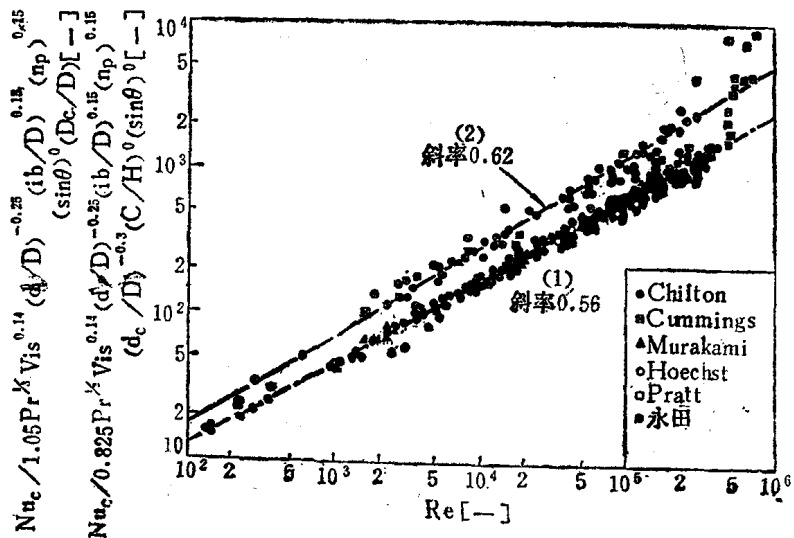 Nu_c/1.05Pr^⅓Vis^0.14(d/D)^-0.25(ib/D)^0.15(n_p)^0.15
(sinθ)^0(Dc/D)[—]
Nu_c/0.825Pr^⅓Vis^0.14(d/D)^-0.25(ib/D)^0.15(n_p)^0.15
(d_c/D)^-0.3(C/H)^0(sinθ)^0[—]
10^4
5
2
10^3
5
2
10^2
5
2
10
(2)
斜率0.62
(1)
斜率0.56
Chilton
Cummings
Murakami
Hoechst
Pratt
永田
10^2 2 5 10^3 2 5 10^4 2 5 10^5 2 5 10^6
Re[—]